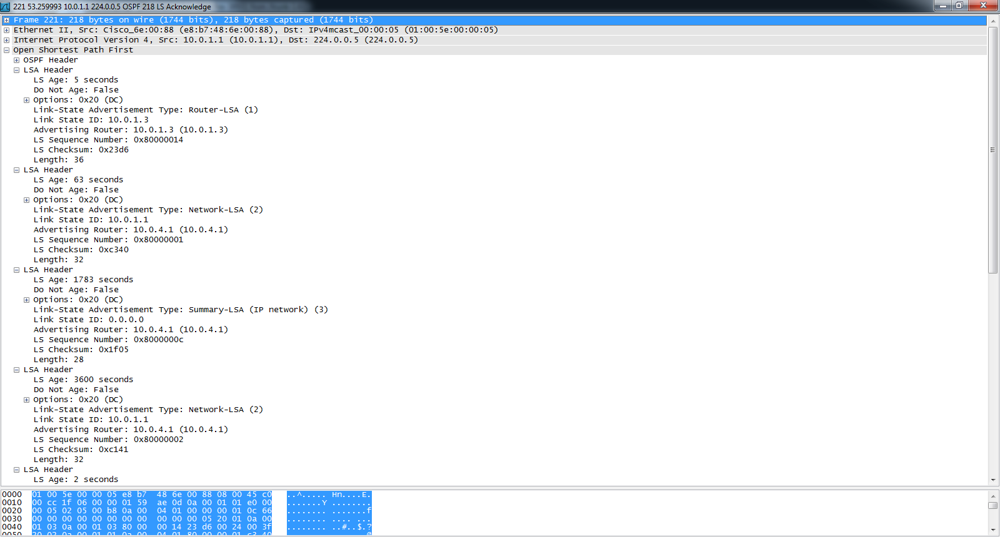 221 53.259993 10.0.1.1 224.0.0.5 OSPF 218 LS Acknowledge
Frame 221: 218 bytes on wire (1744 bits), 218 bytes captured (1744 bits)
Ethernet II, Src: Cisco_6e:00:88 (e8:b7:48:6e:00:88), Dst: IPv4mcast_00:00:05 (01:00:5e:00:00:05)
Internet Protocol Version 4, Src: 10.0.1.1 (10.0.1.1), Dst: 224.0.0.5 (224.0.0.5)
Open Shortest Path First
OSPF Header
LSA Header
LS Age: 5 seconds
Do Not Age: False
Options: 0x20 (DC)
Link-State Advertisement Type: Router-LSA (1)
Link State ID: 10.0.1.3
Advertising Router: 10.0.1.3 (10.0.1.3)
LS Sequence Number: 0x80000014
LS Checksum: 0x23d6
Length: 36
LSA Header
LS Age: 63 seconds
Do Not Age: False
Options: 0x20 (DC)
Link-State Advertisement Type: Network-LSA (2)
Link State ID: 10.0.1.1
Advertising Router: 10.0.4.1 (10.0.4.1)
LS Sequence Number: 0x80000001
LS Checksum: 0xc340
Length: 32
LSA Header
LS Age: 1783 seconds
Do Not Age: False
Options: 0x20 (DC)
Link-State Advertisement Type: Summary-LSA (IP network) (3)
Link State ID: 0.0.0.0
Advertising Router: 10.0.4.1 (10.0.4.1)
LS Sequence Number: 0x8000000c
LS Checksum: 0x1f05
Length: 28
LSA Header
LS Age: 3600 seconds
Do Not Age: False
Options: 0x20 (DC)
Link-State Advertisement Type: Network-LSA (2)
Link State ID: 10.0.1.1
Advertising Router: 10.0.4.1 (10.0.4.1)
LS Sequence Number: 0x80000002
LS Checksum: 0xc141
Length: 32
LSA Header
LS Age: 2 seconds
0000 01 00 5e 00 00 05 e8 b7 48 6e 00 88 08 00 45 c0 ..^..... Hn....E.
0010 00 cc 1f 06 00 00 01 59 ae 0d 0a 00 01 01 e0 00 .......Y ........
0020 00 05 02 05 00 b8 0a 00 04 01 00 00 00 01 0c 66 ........ .......f
0030 00 00 00 00 00 00 00 00 00 00 00 05 20 01 0a 00 ........ .... ...
0040 01 03 0a 00 01 03 80 00 00 14 23 d6 00 24 00 3f ........ ..#..$.?
0050 20 02 0a 00 01 01 0a 00 04 01 80 00 00 01 c3 40